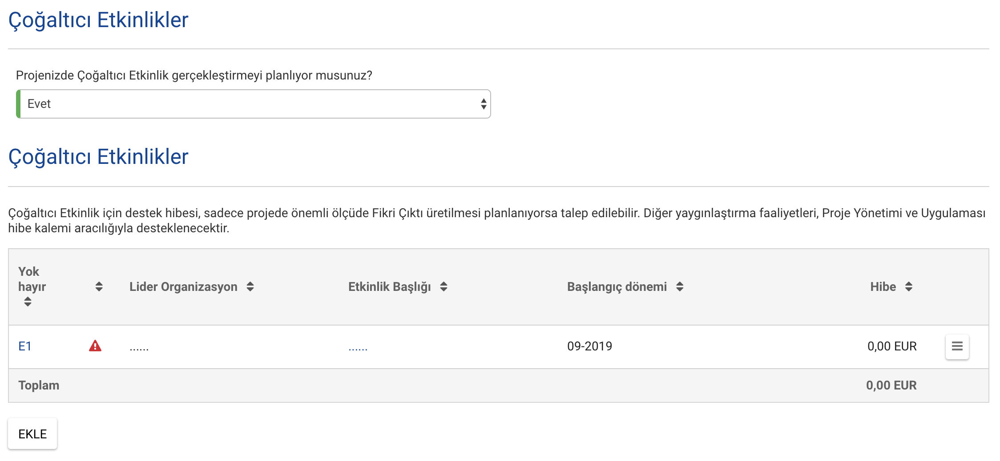 Çoğaltıcı Etkinlikler
Projenizde Çoğaltıcı Etkinlik gerçekleştirmeyi planlıyor musunuz?
Evet
Çoğaltıcı Etkinlikler
Çoğaltıcı Etkinlik için destek hibesi, sadece projede önemli ölçüde Fikri Çıktı üretilmesi planlanıyorsa talep edilebilir. Diğer yaygınlaştırma faaliyetleri, Proje Yönetimi ve Uygulaması
hibe kalemi aracılığıyla desteklenecektir.
Yok
hayır Lider Organizasyon Etkinlik Başlığı Başlangıç dönemi Hibe
E1 ...... ...... 09-2019 0,00 EUR
Toplam 0,00 EUR
EKLE